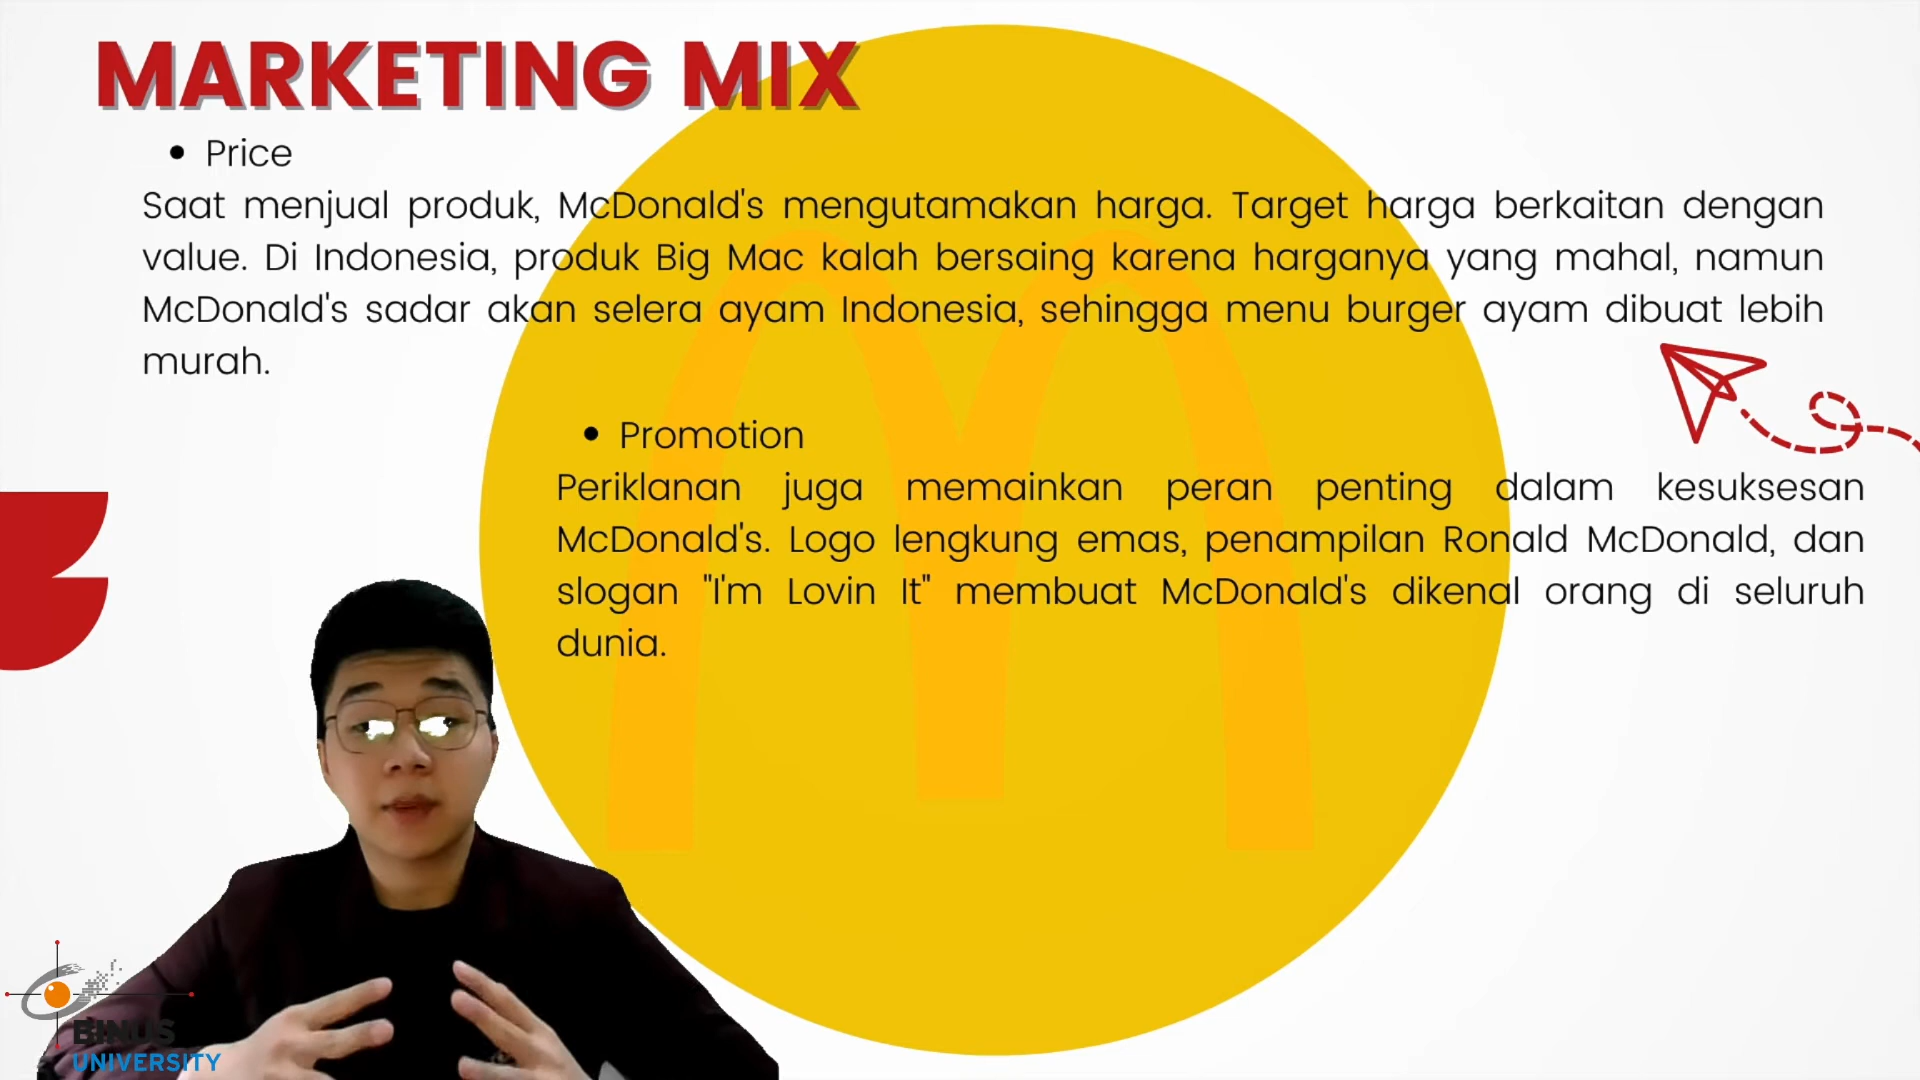 MARKETING MIX
• Price
Saat menjual produk, McDonald's mengutamakan harga. Target harga berkaitan dengan
value. Di Indonesia, produk Big Mac kalah bersaing karena harganya yang mahal, namun
McDonald's sadar akan selera ayam Indonesia, sehingga menu burger ayam dibuat lebih
murah.
• Promotion
Periklanan juga memainkan peran penting dalam kesuksesan
McDonald's. Logo lengkung emas, penampilan Ronald McDonald, dan
slogan "I'm Lovin It" membuat McDonald's dikenal orang di seluruh
dunia.
BINUS
UNIVERSITY